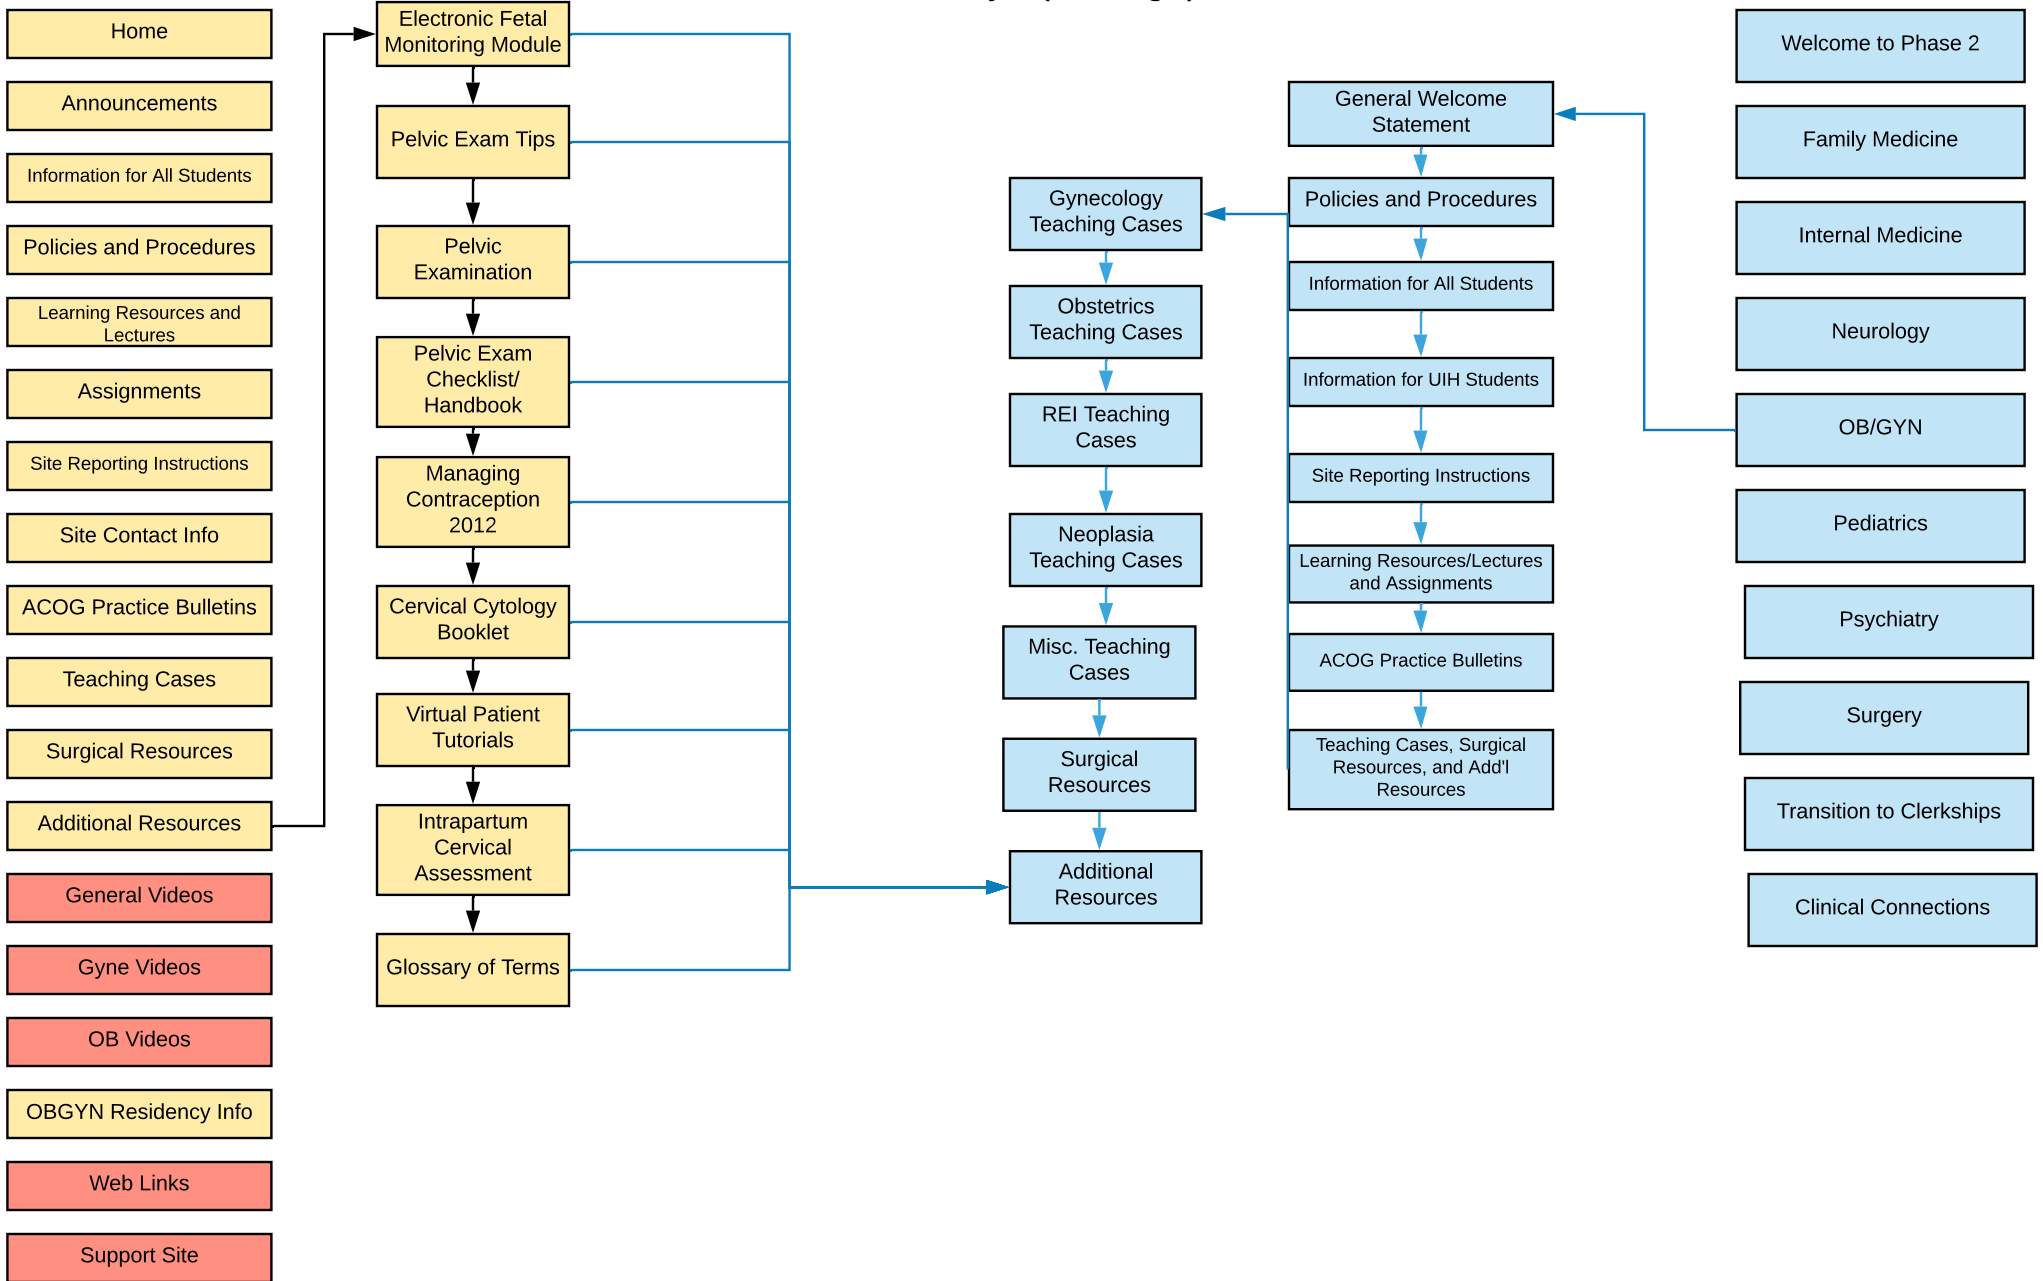 Home
Announcements
Information for All Students
Policies and Procedures
Learning Resources and
Lectures
Assignments
Site Reporting Instructions
Site Contact Info
ACOG Practice Bulletins
Teaching Cases
Surgical Resources
Additional Resources
General Videos
Gyne Videos
OB Videos
OBGYN Residency Info
Web Links
Support Site
Electronic Fetal
Monitoring Module
Pelvic Exam Tips
Pelvic
Examination
Pelvic Exam
Checklist/
Handbook
Managing
Contraception
2012
Cervical Cytology
Booklet
Virtual Patient
Tutorials
Intrapartum
Cervical
Assessment
Glossary of Terms
Gynecology
Teaching Cases
Obstetrics
Teaching Cases
REI Teaching
Cases
Neoplasia
Teaching Cases
Misc. Teaching
Cases
Surgical
Resources
Additional
Resources
General Welcome
Statement
Policies and Procedures
Information for All Students
Information for UIH Students
Site Reporting Instructions
Learning Resources/Lectures
and Assignments
ACOG Practice Bulletins
Teaching Cases, Surgical
Resources, and Add'l
Resources
Welcome to Phase 2
Family Medicine
Internal Medicine
Neurology
OB/GYN
Pediatrics
Psychiatry
Surgery
Transition to Clerkships
Clinical Connections